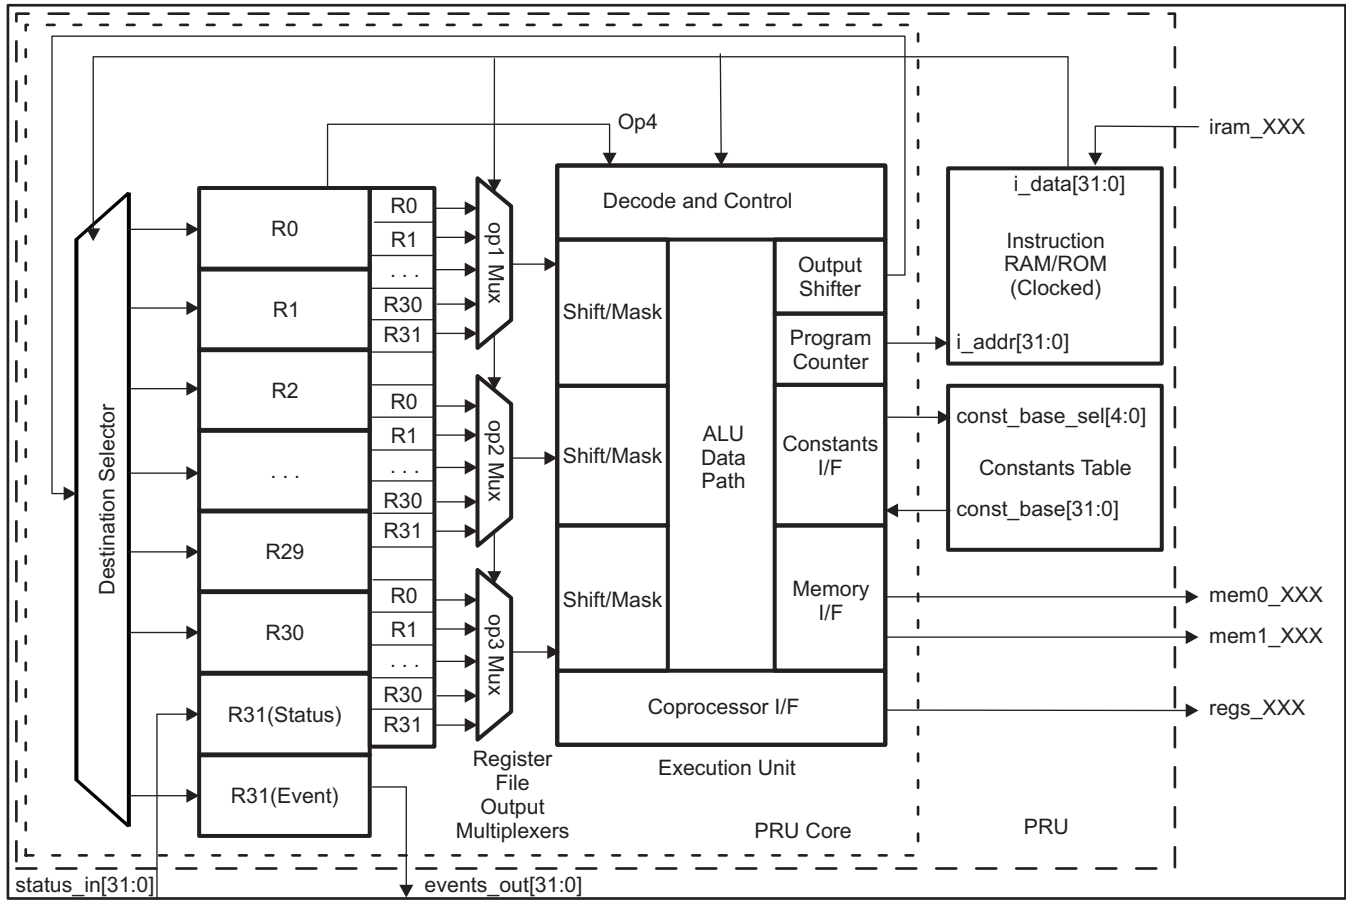 Op4
iram_XXX
Destination Selector
R0
R1
R2
. . .
R29
R30
R31(Status)
R31(Event)
R0
R1
. . .
R30
R31
R0
R1
. . .
R30
R31
R0
R1
. . .
R30
R31
op1 Mux
op2 Mux
op3 Mux
Register
File
Output
Multiplexers
Decode and Control
Shift/Mask
Shift/Mask
Shift/Mask
ALU
Data
Path
Output
Shifter
Program
Counter
Constants
I/F
Memory
I/F
Coprocessor I/F
Execution Unit
PRU Core
i_data[31:0]
Instruction
RAM/ROM
(Clocked)
i_addr[31:0]
const_base_sel[4:0]
Constants Table
const_base[31:0]
mem0_XXX
mem1_XXX
regs_XXX
PRU
status_in[31:0]
events_out[31:0]